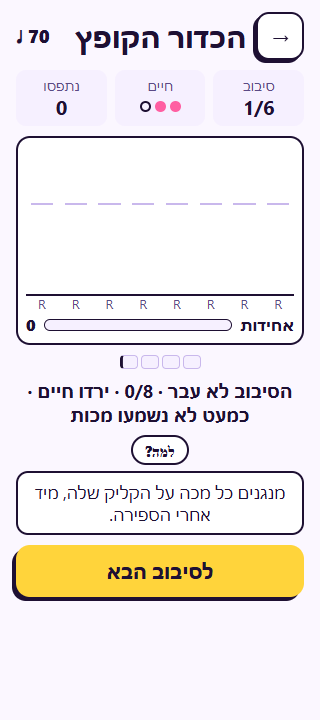 →
הכדור הקופץ
♩ 70
סיבוב
1/6
חיים
נתפסו
0
R R R R R R R R
אחידות
0
הסיבוב לא עבר · 0/8 · ירדו חיים ·
כמעט לא נשמעו מכות
למה?
מנגנים כל מכה על הקליק שלה, מיד
אחרי הספירה.
לסיבוב הבא